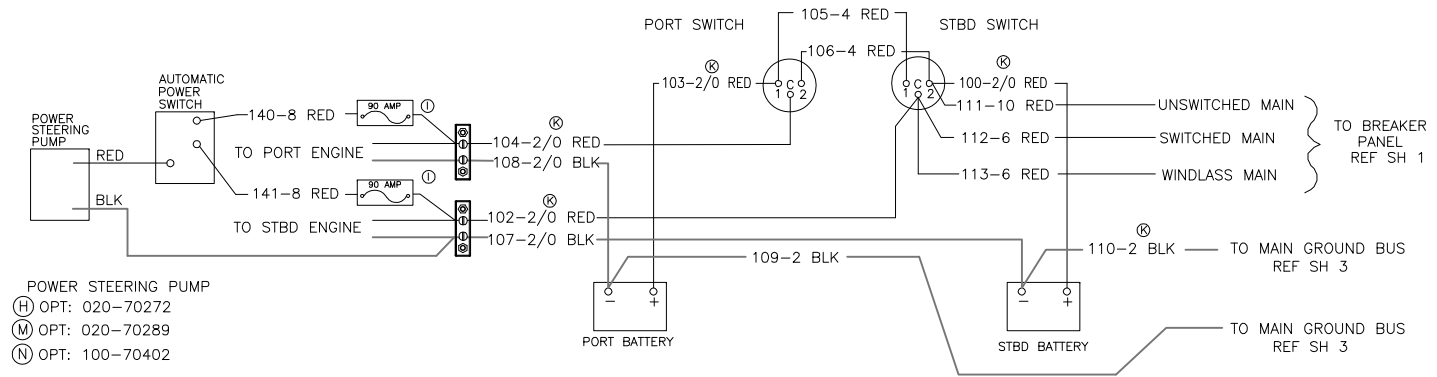 PORT SWITCH
STBD SWITCH
105-4 RED
106-4 RED
K
103-2/0 RED
1 C 2
1 C 2
K
100-2/0 RED
111-10 RED
UNSWITCHED MAIN
112-6 RED
SWITCHED MAIN
113-6 RED
WINDLASS MAIN
TO BREAKER
PANEL
REF SH 1
AUTOMATIC
POWER
SWITCH
POWER
STEERING
PUMP
RED
BLK
140-8 RED
90 AMP
I
TO PORT ENGINE
K
104-2/0 RED
108-2/0 BLK
141-8 RED
90 AMP
I
TO STBD ENGINE
K
102-2/0 RED
107-2/0 BLK
109-2 BLK
K
110-2 BLK
TO MAIN GROUND BUS
REF SH 3
TO MAIN GROUND BUS
REF SH 3
- +
PORT BATTERY
- +
STBD BATTERY
POWER STEERING PUMP
H OPT: 020-70272
M OPT: 020-70289
N OPT: 100-70402